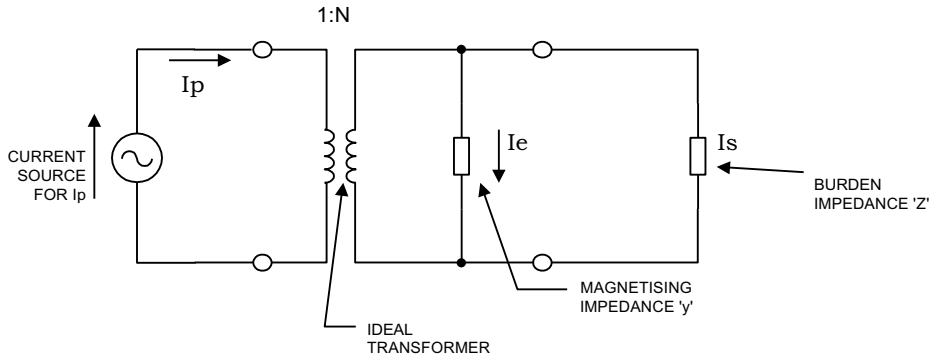 1:N
Ip
Ie
Is
CURRENT
SOURCE
FOR Ip
BURDEN
IMPEDANCE 'Z'
MAGNETISING
IMPEDANCE 'y'
IDEAL
TRANSFORMER